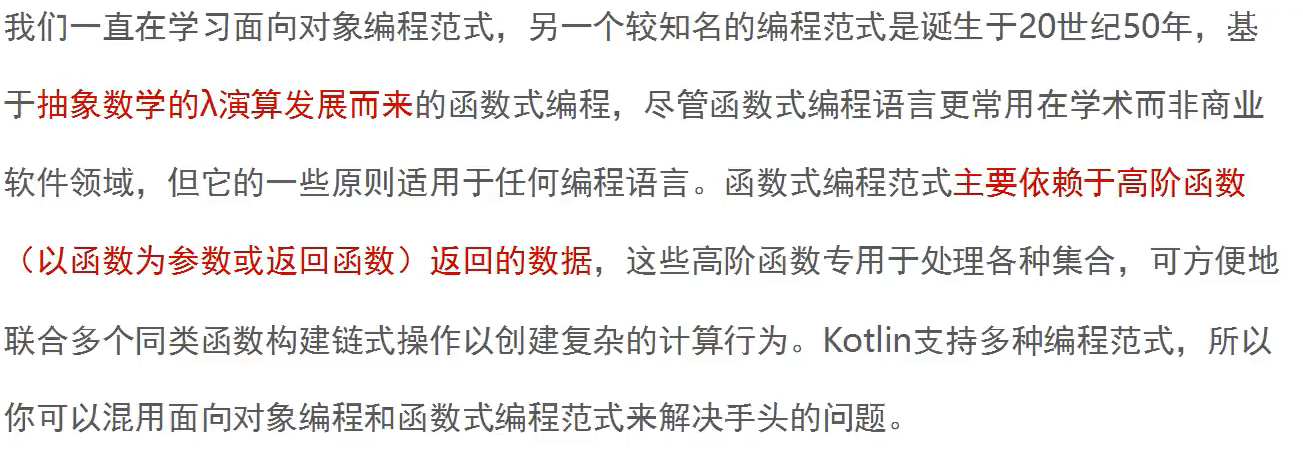 我们一直在学习面向对象编程范式，另一个较知名的编程范式是诞生于20世纪50年，基
于抽象数学的λ演算发展而来的函数式编程，尽管函数式编程语言更常用在学术而非商业
软件领域，但它的一些原则适用于任何编程语言。函数式编程范式主要依赖于高阶函数
（以函数为参数或返回函数）返回的数据，这些高阶函数专用于处理各种集合，可方便地
联合多个同类函数构建链式操作以创建复杂的计算行为。Kotlin支持多种编程范式，所以
你可以混用面向对象编程和函数式编程范式来解决手头的问题。